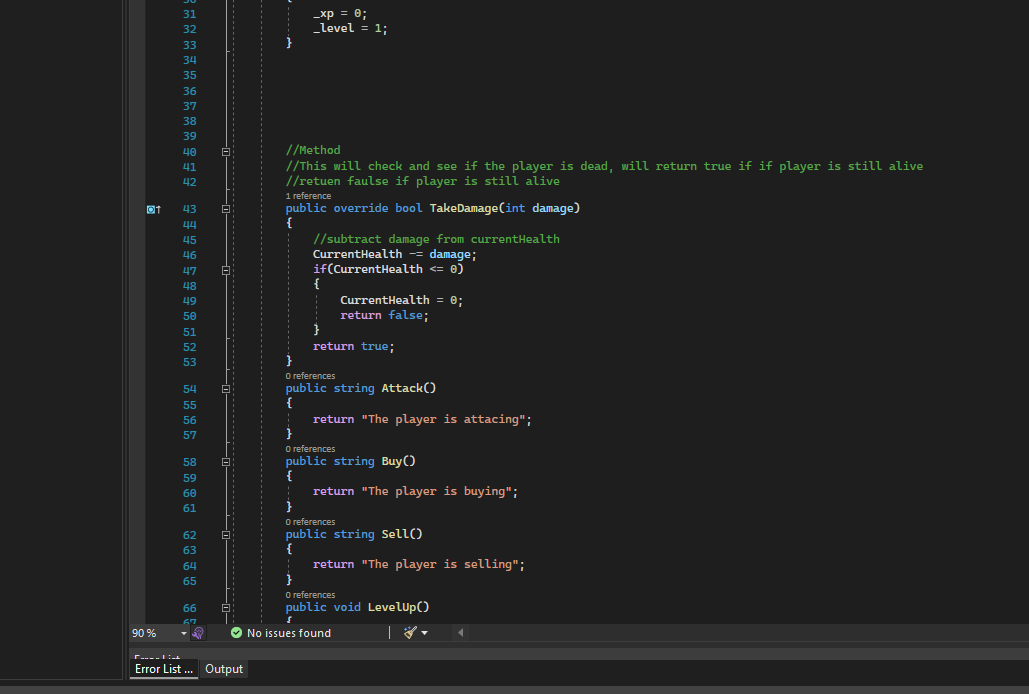 31 _xp = 0;
32 _level = 1;
33 }
34
35
36
37
38
39
40 //Method
41 //This will check and see if the player is dead, will return true if if player is still alive
42 //retuen faulse if player is still alive
1 reference
43 public override bool TakeDamage(int damage)
44 {
45 //subtract damage from currentHealth
46 CurrentHealth -= damage;
47 if(CurrentHealth <= 0)
48 {
49 CurrentHealth = 0;
50 return false;
51 }
52 return true;
53 }
0 references
54 public string Attack()
55 {
56 return "The player is attacing";
57 }
0 references
58 public string Buy()
59 {
60 return "The player is buying";
61 }
0 references
62 public string Sell()
63 {
64 return "The player is selling";
65 }
0 references
66 public void LevelUp()
67 {
90 % No issues found
Error List
Error List ... Output